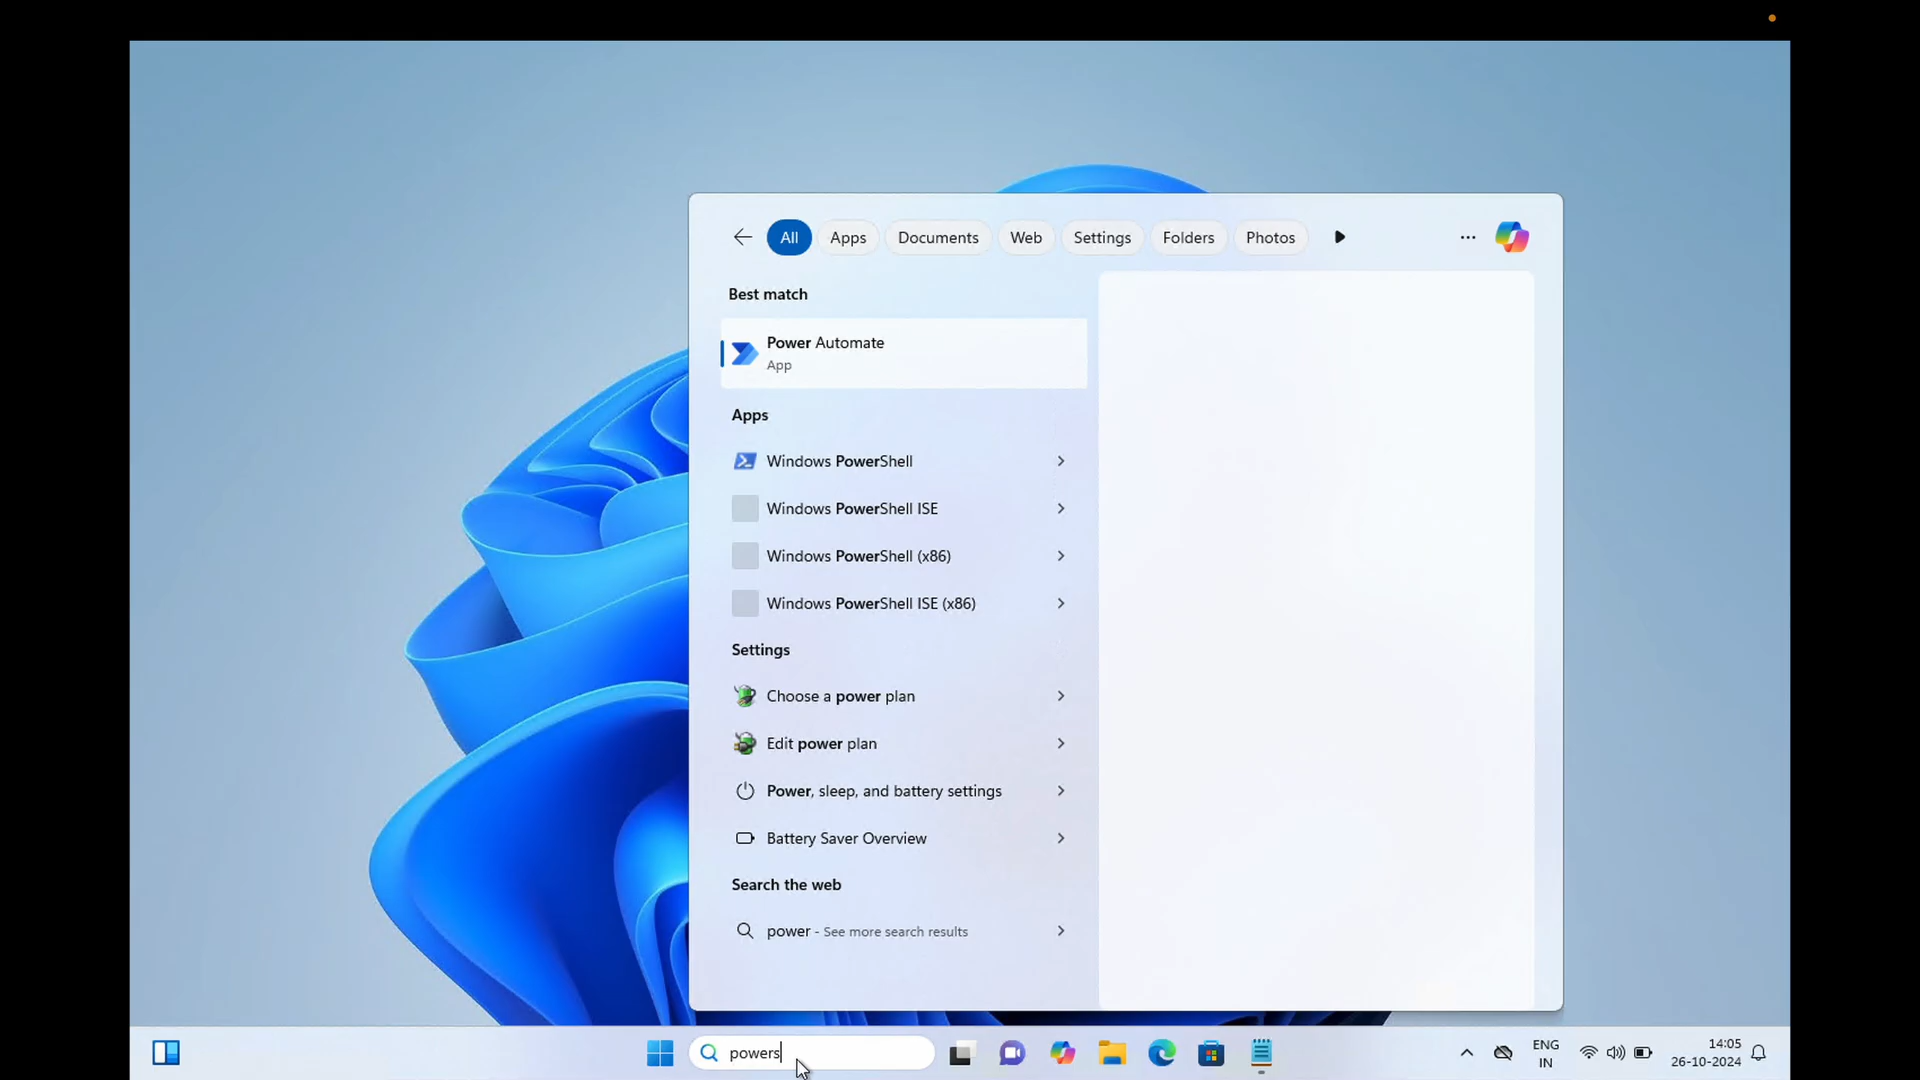 All
Apps
Documents
Web
Settings
Folders
Photos
...
Best match
Power Automate
App
Apps
Windows PowerShell
Windows PowerShell ISE
Windows PowerShell (x86)
Windows PowerShell ISE (x86)
Settings
Choose a power plan
Edit power plan
Power, sleep, and battery settings
Battery Saver Overview
Search the web
power - See more search results
powers
ENG
IN
14:05
26-10-2024